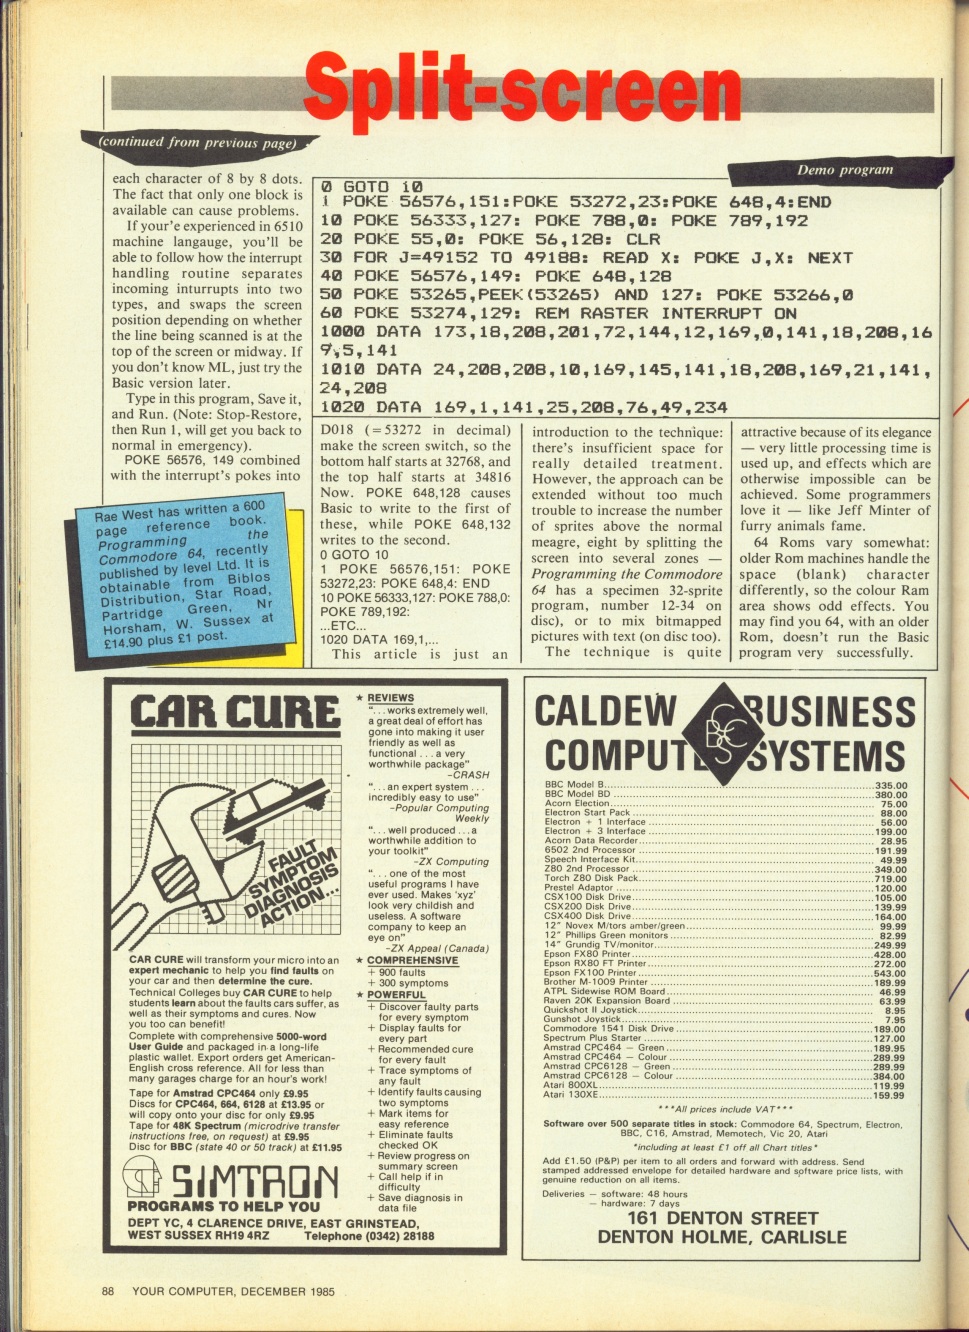 Split-screen
(continued from previous page)
each character of 8 by 8 dots.
The fact that only one block is
available can cause problems.
If your'e experienced in 6510
machine langauge, you'll be
able to follow how the interrupt
handling routine separates
incoming inturrupts into two
types, and swaps the screen
position depending on whether
the line being scanned is at the
top of the screen or midway. If
you don't know ML, just try the
Basic version later.
Type in this program, Save it,
and Run. (Note: Stop-Restore,
then Run 1, will get you back to
normal in emergency).
POKE 56576, 149 combined
with the interrupt's pokes into
Demo program
0 GOTO 10
1 POKE 56576,151:POKE 53272,23:POKE 648,4:END
10 POKE 56333,127: POKE 788,0: POKE 789,192
20 POKE 55,0: POKE 56,128: CLR
30 FOR J=49152 TO 49188: READ X: POKE J,X: NEXT
40 POKE 56576,149: POKE 648,128
50 POKE 53265,PEEK(53265) AND 127: POKE 53266,0
60 POKE 53274,129: REM RASTER INTERRUPT ON
1000 DATA 173,18,208,201,72,144,12,169,0,141,18,208,16
9,5,141
1010 DATA 24,208,208,10,169,145,141,18,208,169,21,141,
24,208
1020 DATA 169,1,141,25,208,76,49,234
D018 (=53272 in decimal)
make the screen switch, so the
bottom half starts at 32768, and
the top half starts at 34816
Now. POKE 648,128 causes
Basic to write to the first of
these, while POKE 648,132
writes to the second.
0 GOTO 10
1 POKE 56576,151: POKE
53272,23: POKE 648,4: END
10 POKE 56333,127: POKE 788,0:
POKE 789,192:
...ETC...
1020 DATA 169,1,...
This article is just an
introduction to the technique:
there's insufficient space for
really detailed treatment.
However, the approach can be
extended without too much
trouble to increase the number
of sprites above the normal
meagre, eight by splitting the
screen into several zones —
Programming the Commodore
64 has a specimen 32-sprite
program, number 12-34 on
disc), or to mix bitmapped
pictures with text (on disc too).
The technique is quite
attractive because of its elegance
— very little processing time is
used up, and effects which are
otherwise impossible can be
achieved. Some programmers
love it — like Jeff Minter of
furry animals fame.
64 Roms vary somewhat:
older Rom machines handle the
space (blank) character
differently, so the colour Ram
area shows odd effects. You
may find you 64, with an older
Rom, doesn't run the Basic
program very successfully.
Rae West has written a 600
page reference book.
Programming the
Commodore 64, recently
published by level Ltd. It is
obtainable from Biblos
Distribution, Star Road,
Partridge Green, Nr
Horsham, W. Sussex at
£14.90 plus £1 post.
CAR CURE
FAULT
SYMPTOM
DIAGNOSIS
ACTION...
CAR CURE will transform your micro into an
expert mechanic to help you find faults on
your car and then determine the cure.
Technical Colleges buy CAR CURE to help
students learn about the faults cars suffer, as
well as their symptoms and cures. Now
you too can benefit!
Complete with comprehensive 5000-word
User Guide and packaged in a long-life
plastic wallet. Export orders get American-
English cross reference. All for less than
many garages charge for an hour's work!
Tape for Amstrad CPC464 only £9.95
Discs for CPC464, 664, 6128 at £13.95 or
will copy onto your disc for only £9.95
Tape for 48K Spectrum (microdrive transfer
instructions free, on request) at £9.95
Disc for BBC (state 40 or 50 track) at £11.95
SIMTRON
PROGRAMS TO HELP YOU
★ REVIEWS
". . . works extremely well,
a great deal of effort has
gone into making it user
friendly as well as
functional . . . a very
worthwhile package"
–CRASH
". . . an expert system . . .
incredibly easy to use"
–Popular Computing
Weekly
". . . well produced . . . a
worthwhile addition to
your toolkit"
–ZX Computing
". . . one of the most
useful programs I have
ever used. Makes 'xyz'
look very childish and
useless. A software
company to keep an
eye on"
–ZX Appeal (Canada)
★ COMPREHENSIVE
+ 900 faults
+ 300 symptoms
★ POWERFUL
+ Discover faulty parts
for every symptom
+ Display faults for
every part
+ Recommended cure
for every fault
+ Trace symptoms of
any fault
+ Identify faults causing
two symptoms
+ Mark items for
easy reference
+ Eliminate faults
checked OK
+ Review progress on
summary screen
+ Call help if in
difficulty
+ Save diagnosis in
data file
DEPT YC, 4 CLARENCE DRIVE, EAST GRINSTEAD,
WEST SUSSEX RH19 4RZ Telephone (0342) 28188
CALDEW BUSINESS
COMPUTE SYSTEMS
BBC Model B 335.00
BBC Model BD 380.00
Acorn Election 75.00
Electron Start Pack 88.00
Electron + 1 Interface 56.00
Electron + 3 Interface 199.00
Acorn Data Recorder 28.95
6502 2nd Processor 191.99
Speech Interface Kit 49.99
Z80 2nd Processor 349.00
Torch Z80 Disk Pack 719.00
Prestel Adaptor 120.00
CSX100 Disk Drive 105.00
CSX200 Disk Drive 139.99
CSX400 Disk Drive 164.00
12" Novex M/tors amber/green 99.99
12" Phillips Green monitors 82.99
14" Grundig TV/monitor 249.99
Epson FX80 Printer 428.00
Epson RX80 FT Printer 272.00
Epson FX100 Printer 543.00
Brother M-1009 Printer 189.99
ATPL Sidewise ROM Board 46.99
Raven 20K Expansion Board 63.99
Quickshot II Joystick 8.95
Gunshot Joystick 7.95
Commodore 1541 Disk Drive 189.00
Spectrum Plus Starter 127.00
Amstrad CPC464 — Green 189.95
Amstrad CPC464 — Colour 289.99
Amstrad CPC6128 — Green 289.99
Amstrad CPC6128 — Colour 384.00
Atari 800XL 119.99
Atari 130XE 159.99
***All prices include VAT***
Software over 500 separate titles in stock: Commodore 64, Spectrum, Electron,
BBC, C16, Amstrad, Memotech, Vic 20, Atari
*including at least £1 off all Chart titles*
Add £1.50 (P&P) per item to all orders and forward with address. Send
stamped addressed envelope for detailed hardware and software price lists, with
genuine reduction on all items.
Deliveries — software: 48 hours
— hardware: 7 days
161 DENTON STREET
DENTON HOLME, CARLISLE
88 YOUR COMPUTER, DECEMBER 1985